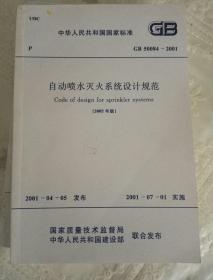 UDC
中华人民共和国国家标准
GB
P
GB 50084-2001
自动喷水灭火系统设计规范
Code of design for sprinkler systems
(2005年版)
2001-04-05 发布
2001-07-01 实施
国家质量技术监督局
中华人民共和国建设部
联合发布